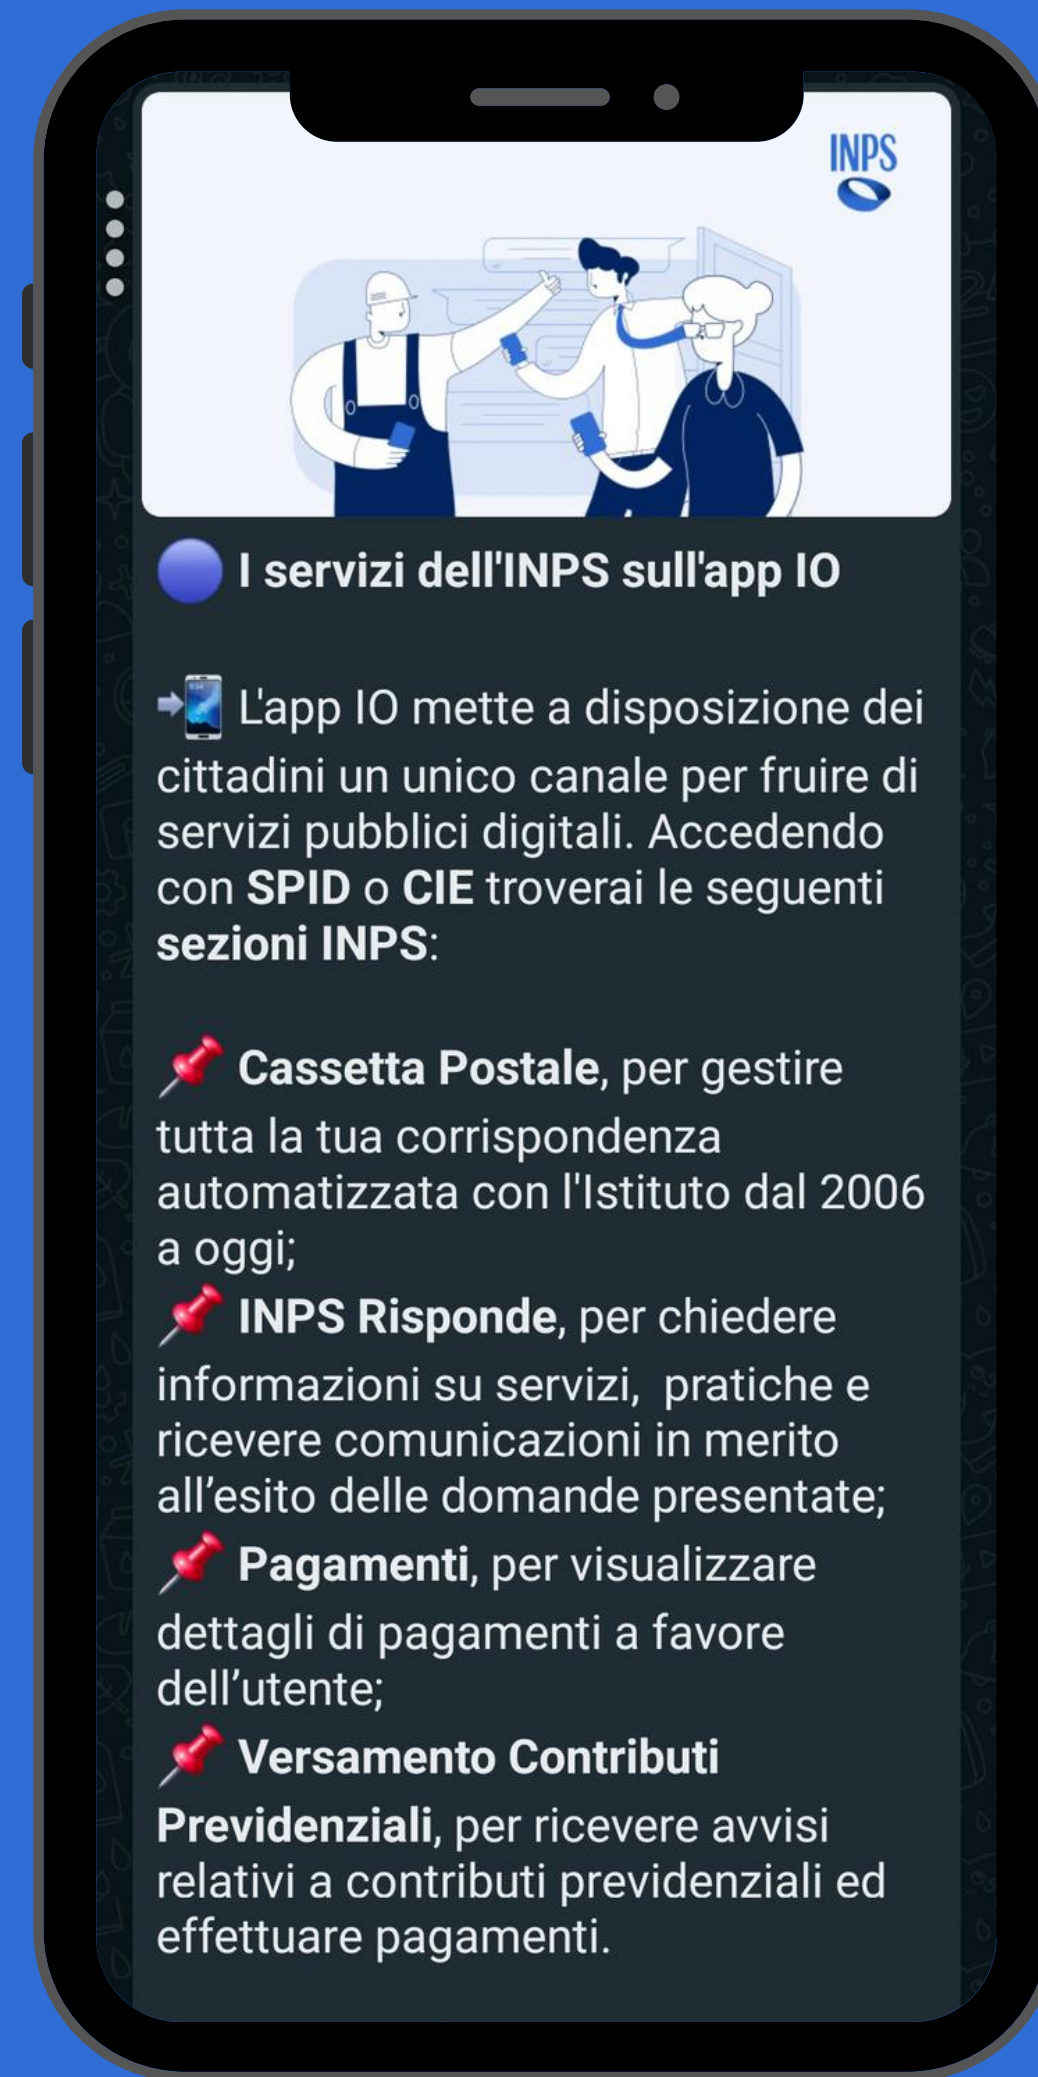 INPS
I servizi dell'INPS sull'app IO
L'app IO mette a disposizione dei
cittadini un unico canale per fruire di
servizi pubblici digitali. Accedendo
con SPID o CIE troverai le seguenti
sezioni INPS:
Cassetta Postale, per gestire
tutta la tua corrispondenza
automatizzata con l'Istituto dal 2006
a oggi;
INPS Risponde, per chiedere
informazioni su servizi,  pratiche e
ricevere comunicazioni in merito
all’esito delle domande presentate;
Pagamenti, per visualizzare
dettagli di pagamenti a favore
dell’utente;
Versamento Contributi
Previdenziali, per ricevere avvisi
relativi a contributi previdenziali ed
effettuare pagamenti.